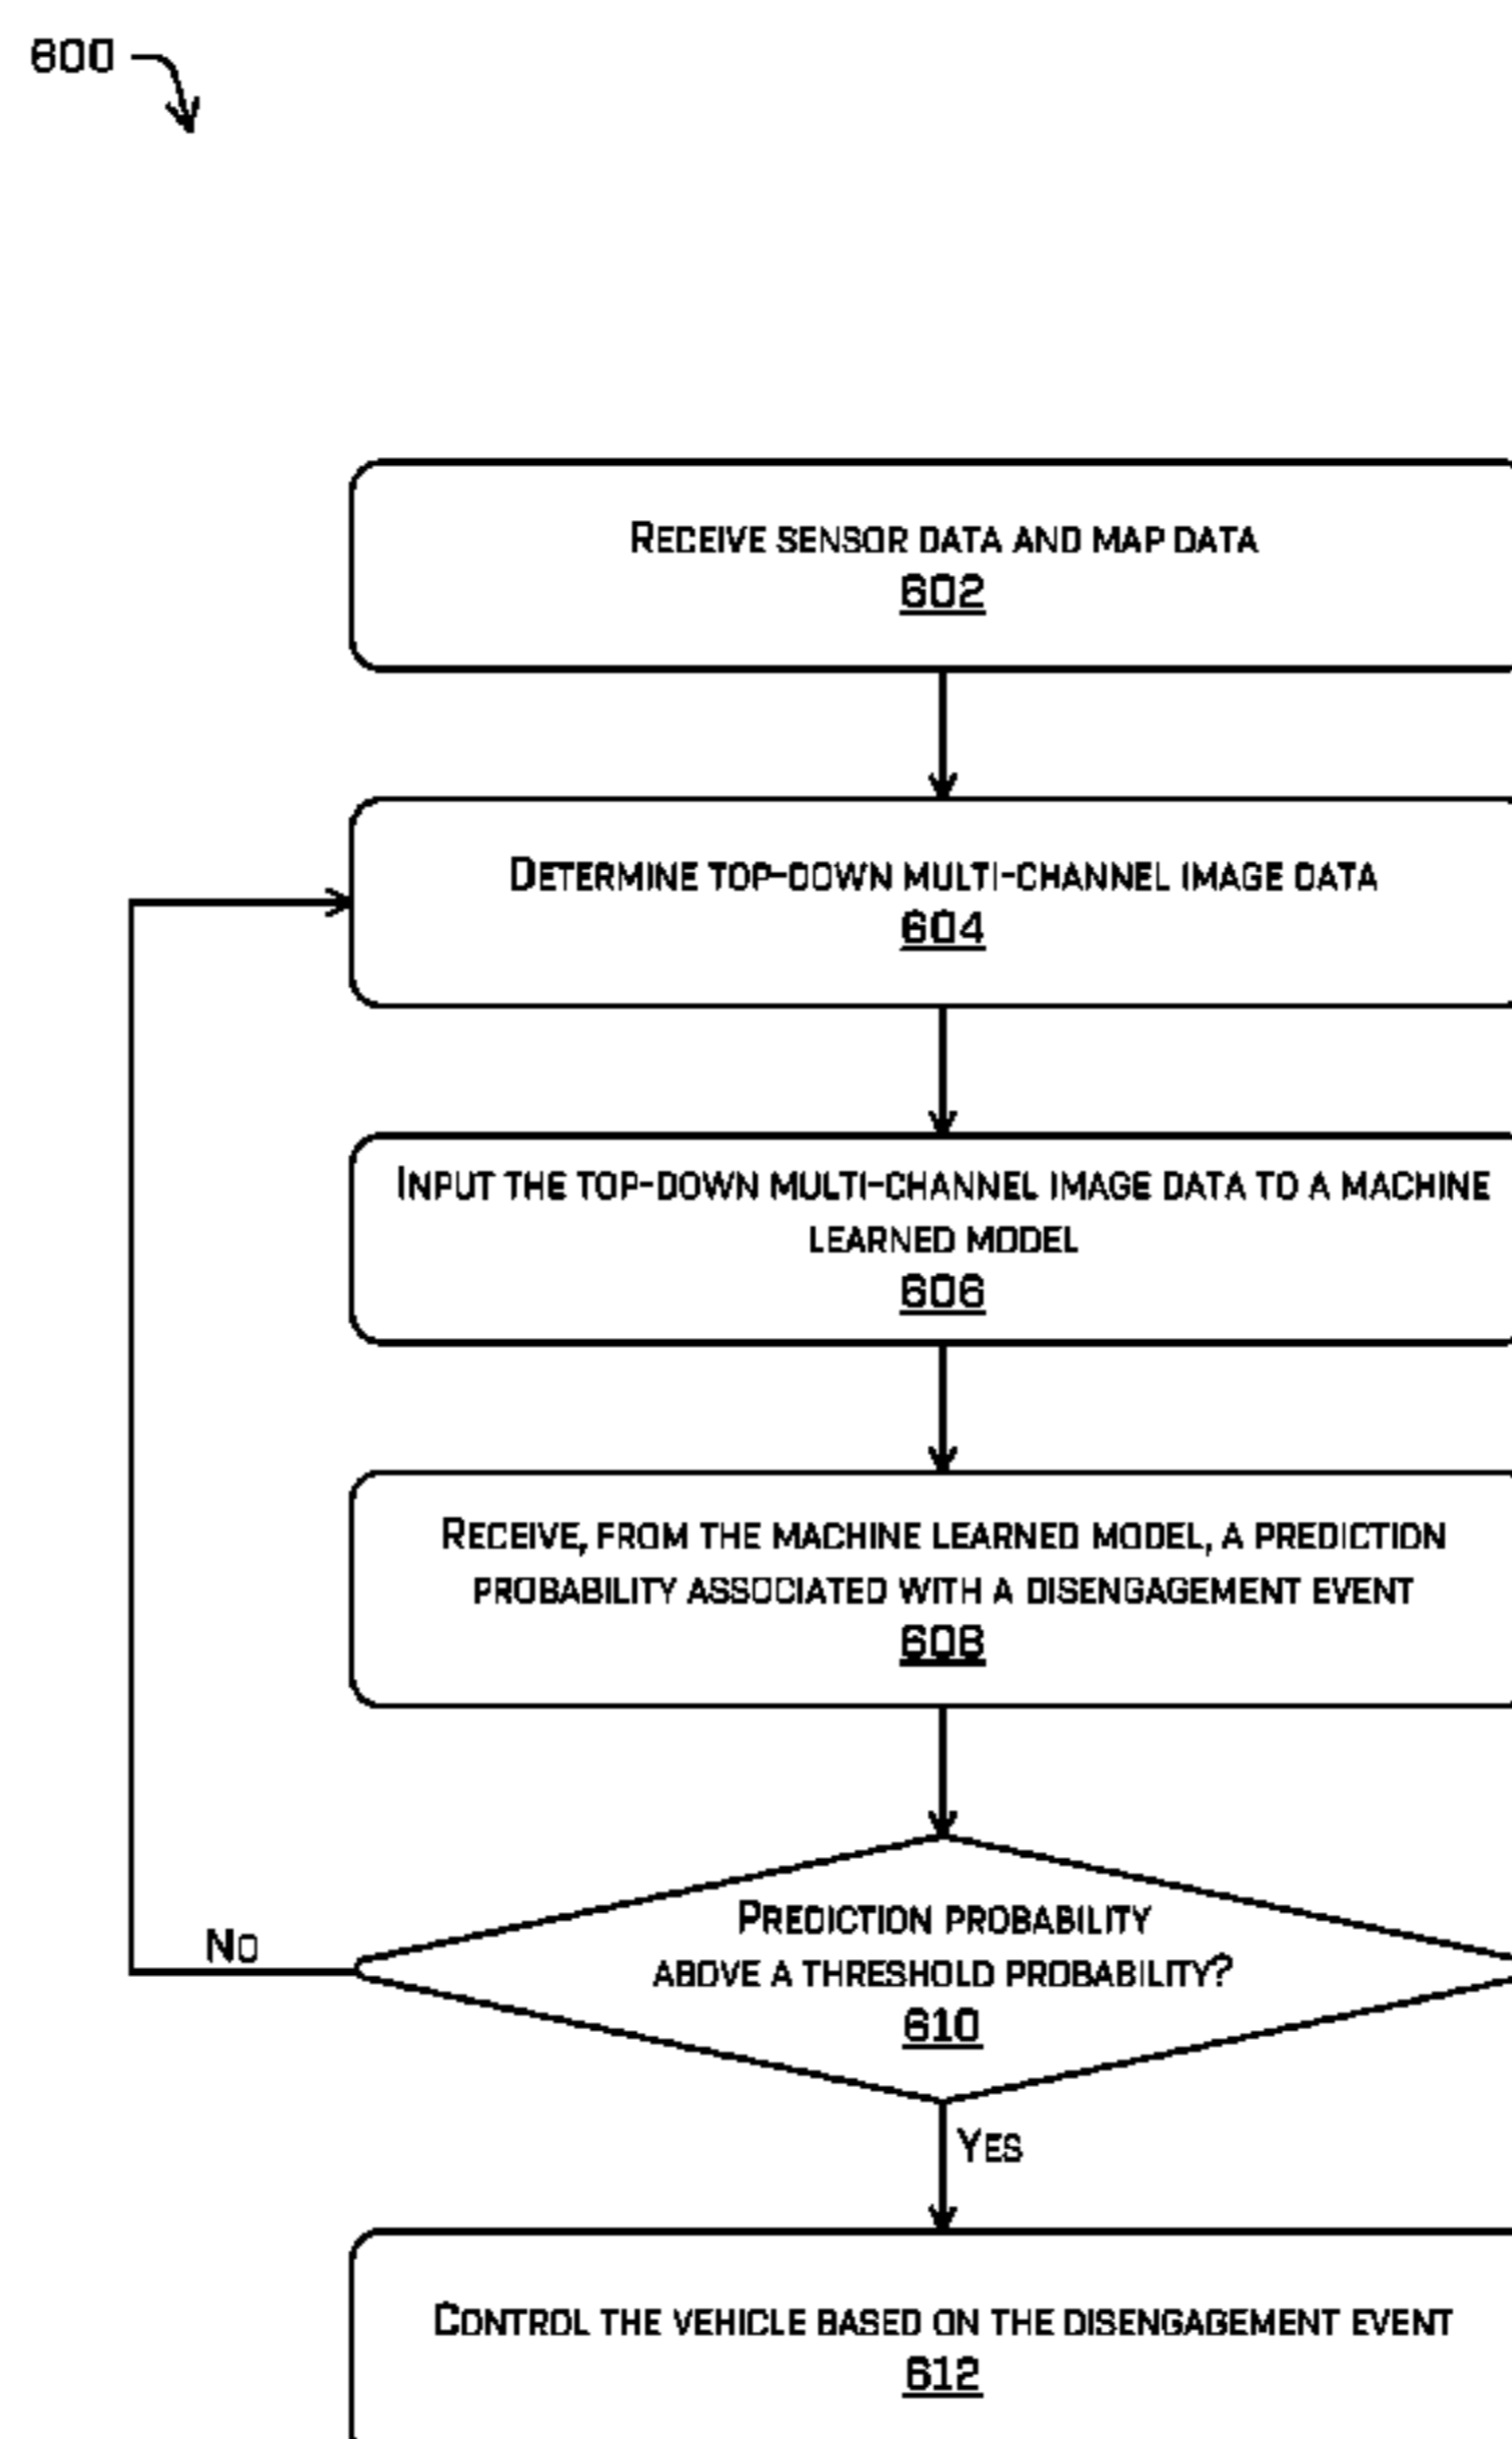 600
Receive sensor data and map data
602
Determine top-down multi-channel image data
604
Input the top-down multi-channel image data to a machine
learned model
606
Receive, from the machine learned model, a prediction
probability associated with a disengagement event
608
Prediction probability
above a threshold probability?
610
No
Yes
Control the vehicle based on the disengagement event
612